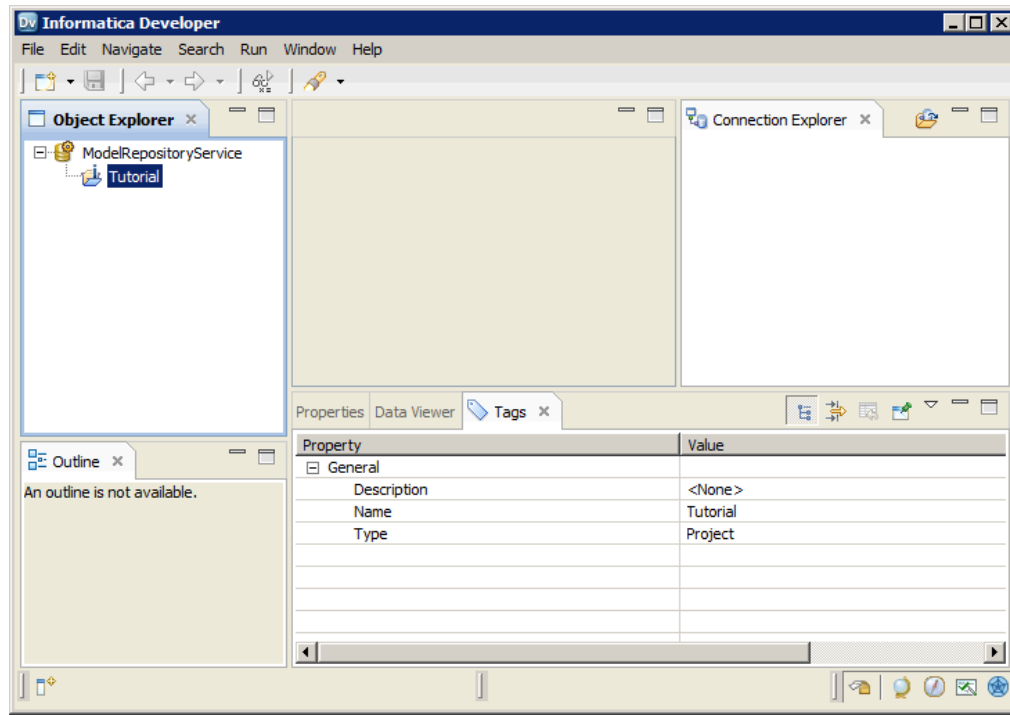 Dv Informatica Developer
File Edit Navigate Search Run Window Help
Object Explorer
ModelRepositoryService
Tutorial
Connection Explorer
Outline
An outline is not available.
Properties Data Viewer Tags
Property Value
General
Description <None>
Name Tutorial
Type Project